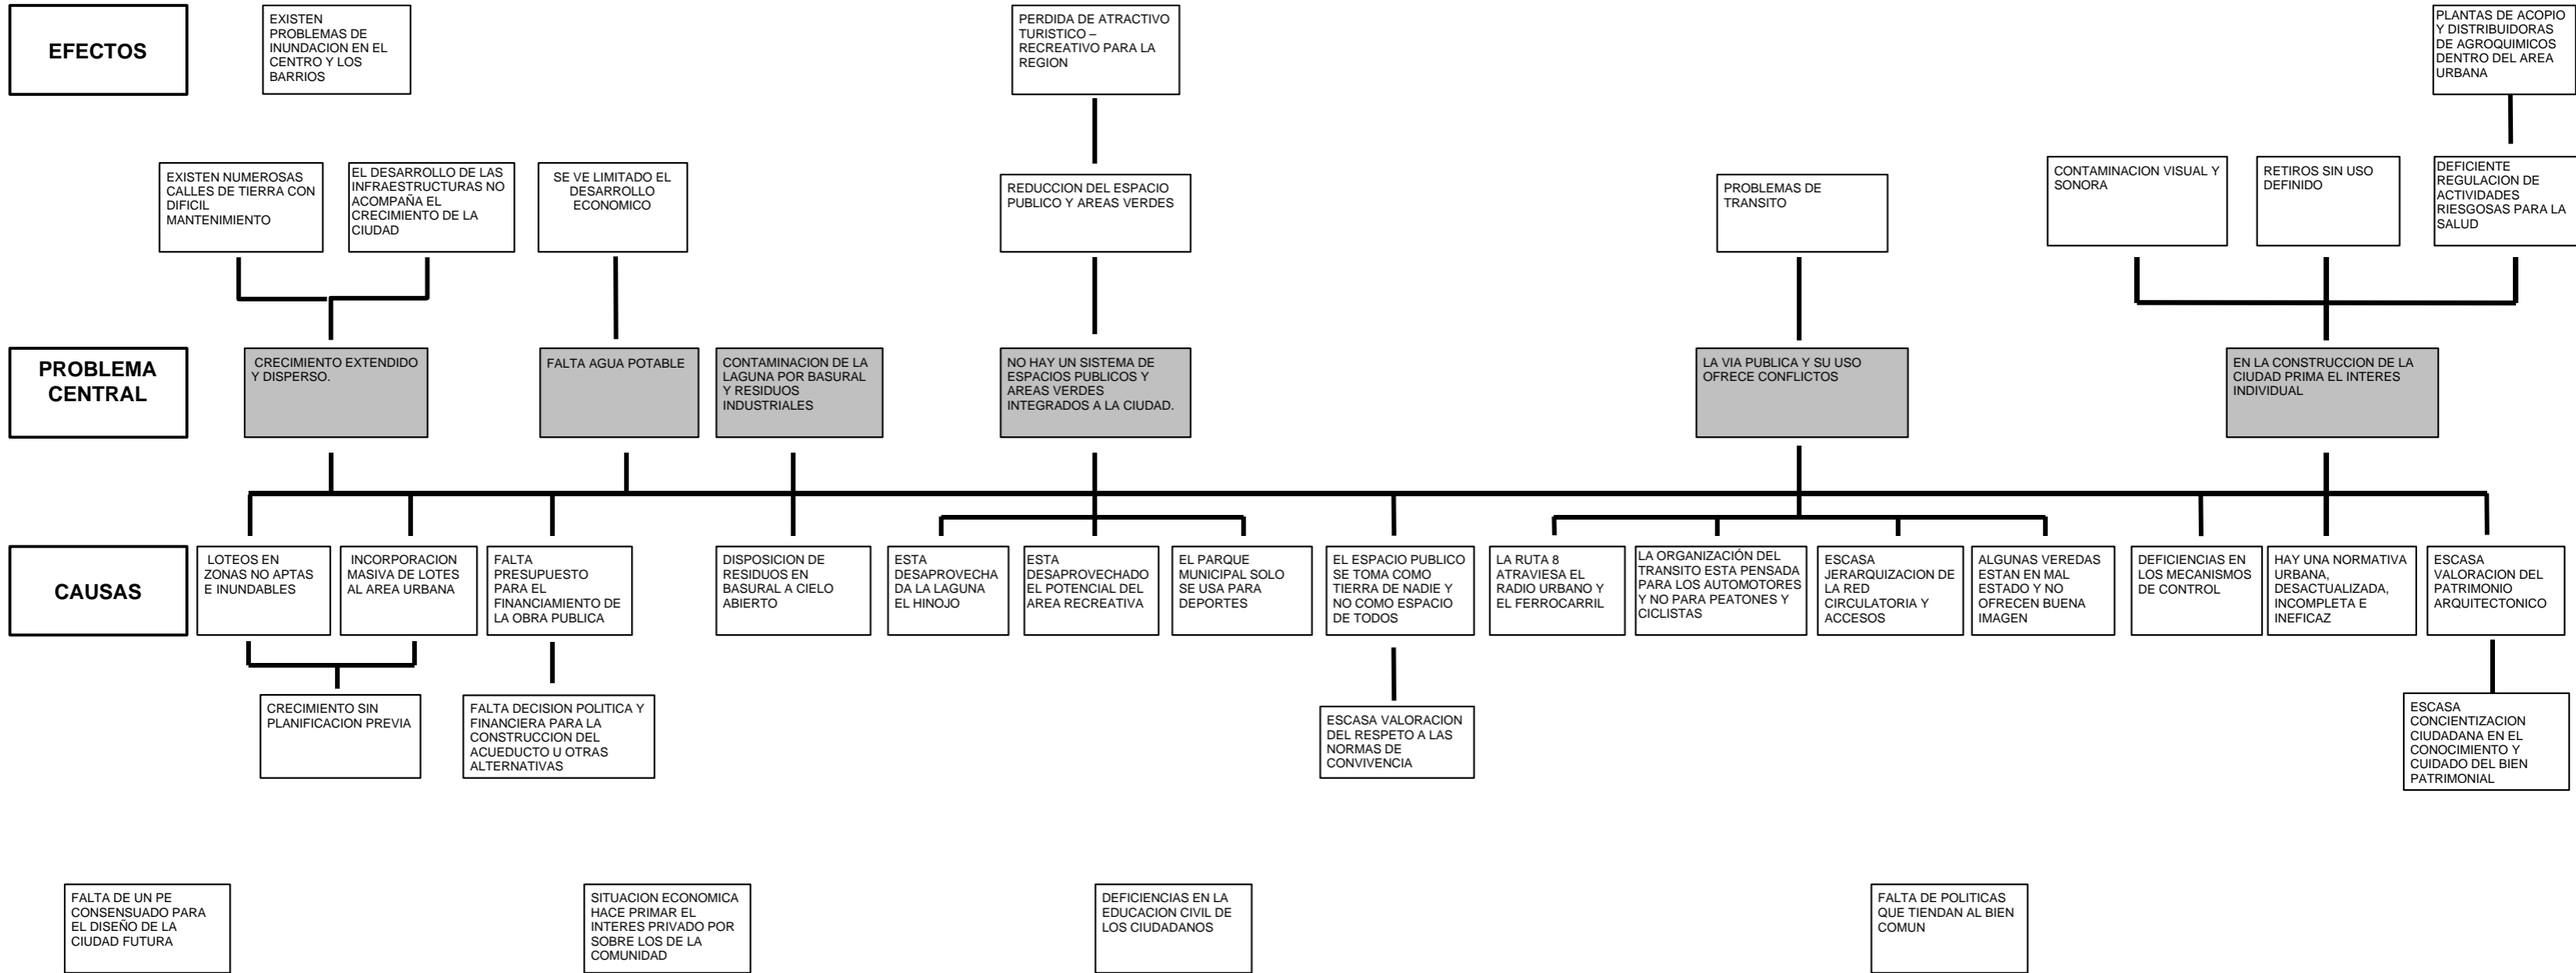 EFECTOS
EXISTEN
PROBLEMAS DE
INUNDACION EN EL
CENTRO Y LOS
BARRIOS
PERDIDA DE ATRACTIVO
TURISTICO –
RECREATIVO PARA LA
REGION
PLANTAS DE ACOPIO
Y DISTRIBUIDORAS
DE AGROQUIMICOS
DENTRO DEL AREA
URBANA
EXISTEN NUMEROSAS
CALLES DE TIERRA CON
DIFICIL
MANTENIMIENTO
EL DESARROLLO DE LAS
INFRAESTRUCTURAS NO
ACOMPAÑA EL
CRECIMIENTO DE LA
CIUDAD
SE VE LIMITADO EL
DESARROLLO
ECONOMICO
REDUCCION DEL ESPACIO
PUBLICO Y AREAS VERDES
PROBLEMAS DE
TRANSITO
CONTAMINACION VISUAL Y
SONORA
RETIROS SIN USO
DEFINIDO
DEFICIENTE
REGULACION DE
ACTIVIDADES
RIESGOSAS PARA LA
SALUD
PROBLEMA
CENTRAL
CRECIMIENTO EXTENDIDO
Y DISPERSO.
FALTA AGUA POTABLE
CONTAMINACION DE LA
LAGUNA POR BASURAL
Y RESIDUOS
INDUSTRIALES
NO HAY UN SISTEMA DE
ESPACIOS PUBLICOS Y
AREAS VERDES
INTEGRADOS A LA CIUDAD.
LA VIA PUBLICA Y SU USO
OFRECE CONFLICTOS
EN LA CONSTRUCCION DE LA
CIUDAD PRIMA EL INTERES
INDIVIDUAL
CAUSAS
LOTEOS EN
ZONAS NO APTAS
E INUNDABLES
INCORPORACION
MASIVA DE LOTES
AL AREA URBANA
FALTA
PRESUPUESTO
PARA EL
FINANCIAMIENTO DE
LA OBRA PUBLICA
DISPOSICION DE
RESIDUOS EN
BASURAL A CIELO
ABIERTO
ESTA
DESAPROVECHA
DA LA LAGUNA
EL HINOJO
ESTA
DESAPROVECHADO
EL POTENCIAL DEL
AREA RECREATIVA
EL PARQUE
MUNICIPAL SOLO
SE USA PARA
DEPORTES
EL ESPACIO PUBLICO
SE TOMA COMO
TIERRA DE NADIE Y
NO COMO ESPACIO
DE TODOS
LA RUTA 8
ATRAVIESA EL
RADIO URBANO Y
EL FERROCARRIL
LA ORGANIZACIÓN DEL
TRANSITO ESTA PENSADA
PARA LOS AUTOMOTORES
Y NO PARA PEATONES Y
CICLISTAS
ESCASA
JERARQUIZACION DE
LA RED
CIRCULATORIA Y
ACCESOS
ALGUNAS VEREDAS
ESTAN EN MAL
ESTADO Y NO
OFRECEN BUENA
IMAGEN
DEFICIENCIAS EN
LOS MECANISMOS
DE CONTROL
HAY UNA NORMATIVA
URBANA,
DESACTUALIZADA,
INCOMPLETA E
INEFICAZ
ESCASA
VALORACION DEL
PATRIMONIO
ARQUITECTONICO
CRECIMIENTO SIN
PLANIFICACION PREVIA
FALTA DECISION POLITICA Y
FINANCIERA PARA LA
CONSTRUCCION DEL
ACUEDUCTO U OTRAS
ALTERNATIVAS
ESCASA VALORACION
DEL RESPETO A LAS
NORMAS DE
CONVIVENCIA
ESCASA
CONCIENTIZACION
CIUDADANA EN EL
CONOCIMIENTO Y
CUIDADO DEL BIEN
PATRIMONIAL
FALTA DE UN PE
CONSENSUADO PARA
EL DISEÑO DE LA
CIUDAD FUTURA
SITUACION ECONOMICA
HACE PRIMAR EL
INTERES PRIVADO POR
SOBRE LOS DE LA
COMUNIDAD
DEFICIENCIAS EN LA
EDUCACION CIVIL DE
LOS CIUDADANOS
FALTA DE POLITICAS
QUE TIENDAN AL BIEN
COMUN